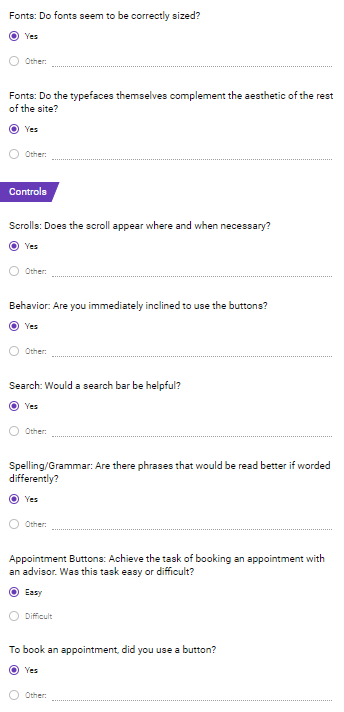 Fonts: Do fonts seem to be correctly sized?
Yes
Other:
Fonts: Do the typefaces themselves complement the aesthetic of the rest
of the site?
Yes
Other:
Controls
Scrolls: Does the scroll appear where and when necessary?
Yes
Other:
Behavior: Are you immediately inclined to use the buttons?
Yes
Other:
Search: Would a search bar be helpful?
Yes
Other:
Spelling/Grammar: Are there phrases that would be read better if worded
differently?
Yes
Other:
Appointment Buttons: Achieve the task of booking an appointment with
an advisor. Was this task easy or difficult?
Easy
Difficult
To book an appointment, did you use a button?
Yes
Other: